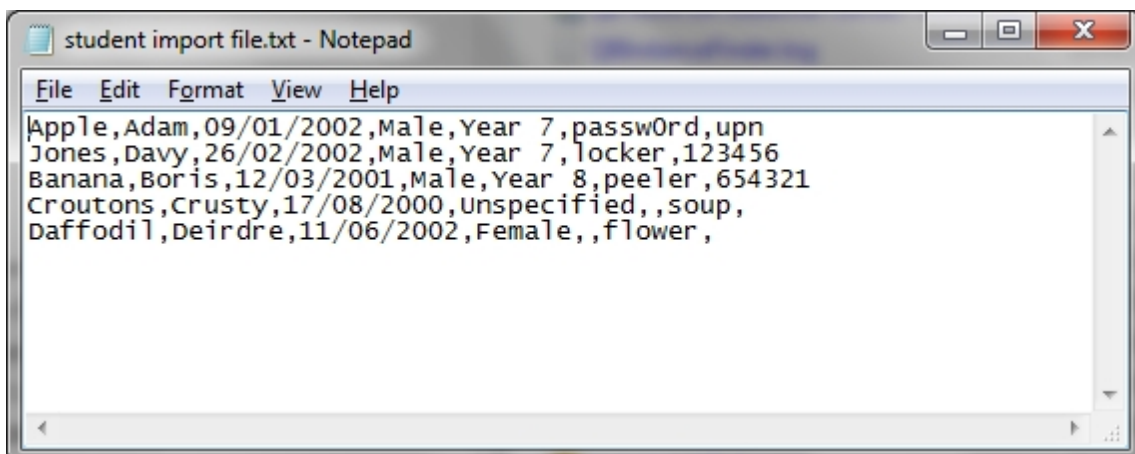 student import file.txt - Notepad
File Edit Format View Help
Apple,Adam,09/01/2002,Male,Year 7,passw0rd,upn
Jones,Davy,26/02/2002,Male,Year 7,locker,123456
Banana,Boris,12/03/2001,Male,Year 8,peeler,654321
Croutons,Crusty,17/08/2000,Unspecified,,soup,
Daffodil,Deirdre,11/06/2002,Female,,flower,